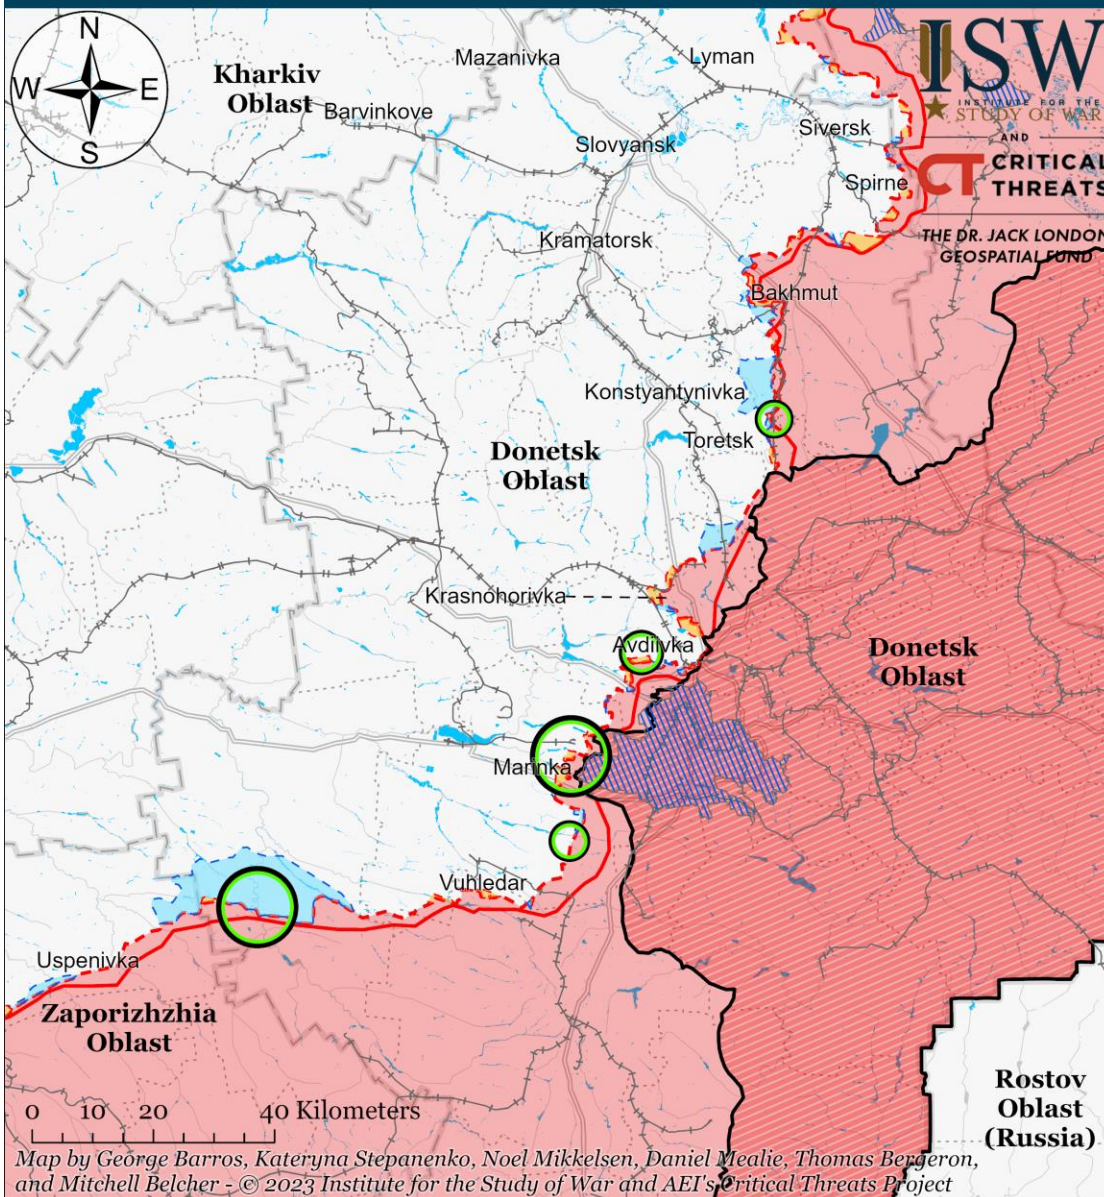 N
W
E
S
Kharkiv
Oblast
Mazanivka
Lyman
Barvinkove
Slovyansk
Siversk
Spirne
Kramatorsk
Bakhmut
ISW
INSTITUTE FOR THE
STUDY OF WAR
AND
CT CRITICAL
THREATS
THE DR. JACK LONDON
GEOSPATIAL FUND
Konstyantynivka
Toretsk
Donetsk
Oblast
Krasnohorivka
Avdiivka
Donetsk
Oblast
Marinka
Vuhledar
Uspenivka
Zaporizhzhia
Oblast
Rostov
Oblast
(Russia)
0 10 20 40 Kilometers
Map by George Barros, Kateryna Stepanenko, Noel Mikkelsen, Daniel Mealie, Thomas Bergeron,
and Mitchell Belcher - © 2023 Institute for the Study of War and AEI's Critical Threats Project